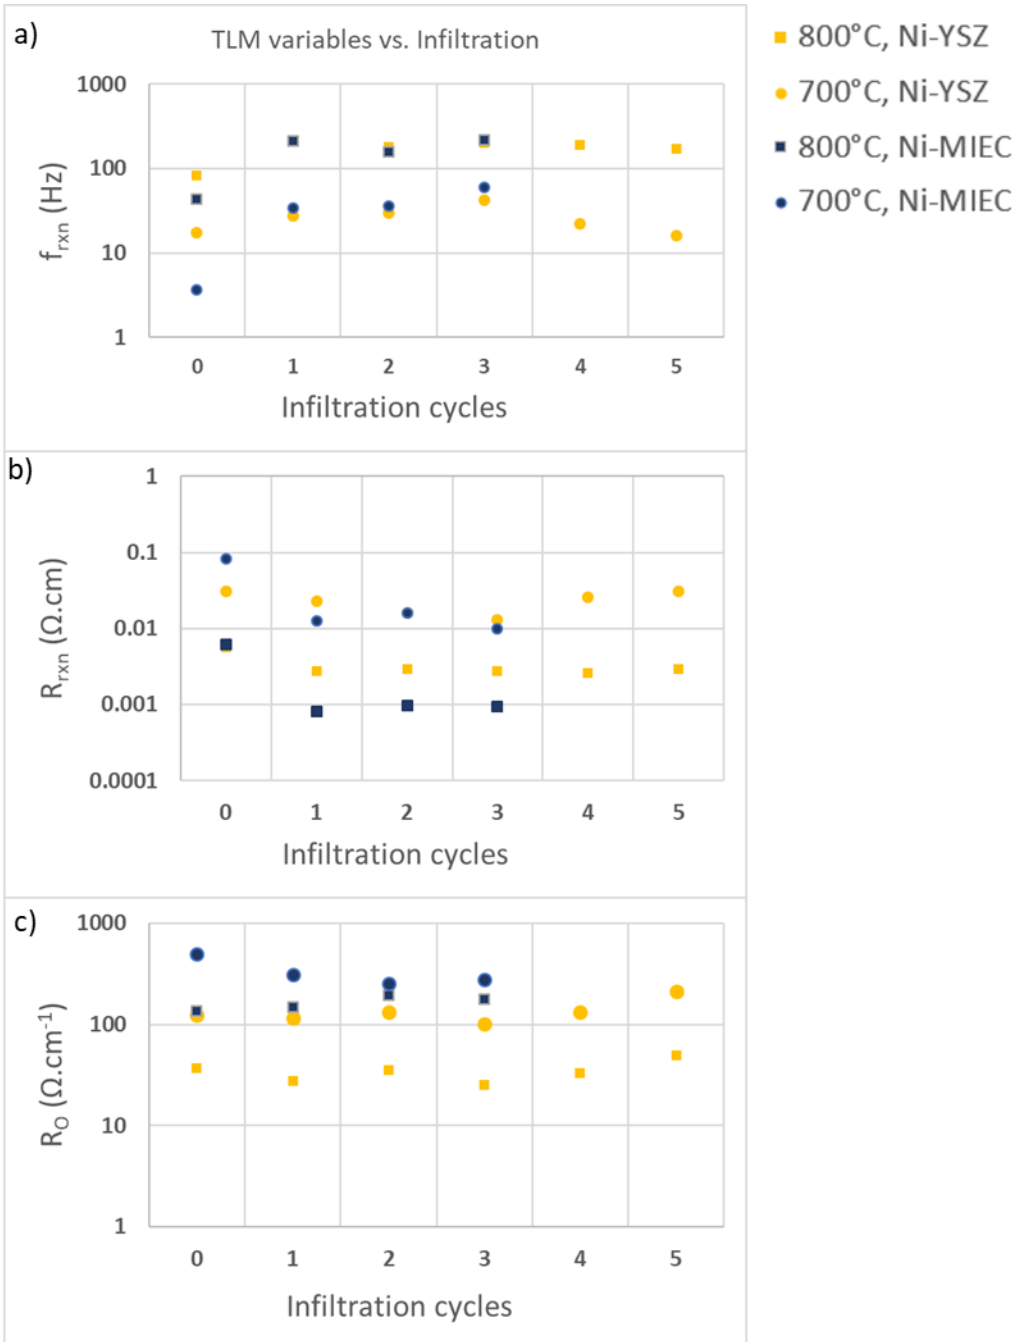 a)
TLM variables vs. Infiltration
1000
100
10
1
f_rxn (Hz)
0 1 2 3 4 5
Infiltration cycles
800°C, Ni-YSZ
700°C, Ni-YSZ
800°C, Ni-MIEC
700°C, Ni-MIEC
b)
1
0.1
0.01
0.001
0.0001
R_rxn (Ω.cm)
0 1 2 3 4 5
Infiltration cycles
c)
1000
100
10
1
R_O (Ω.cm⁻¹)
0 1 2 3 4 5
Infiltration cycles